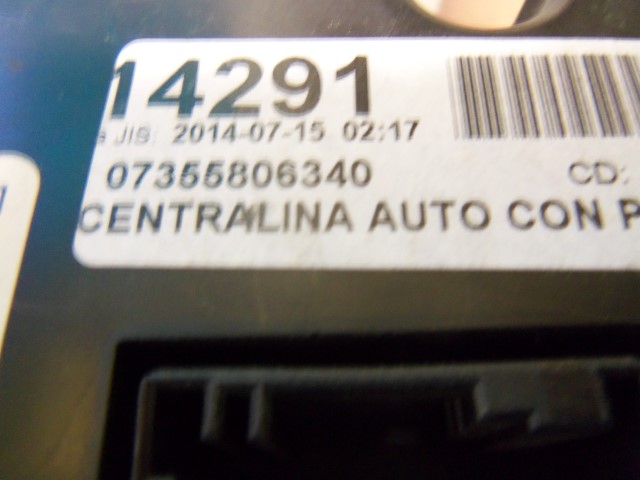 14291
JIS: 2014-07-15 02:17
07355806340 CD:
CENTRALINA AUTO CON P